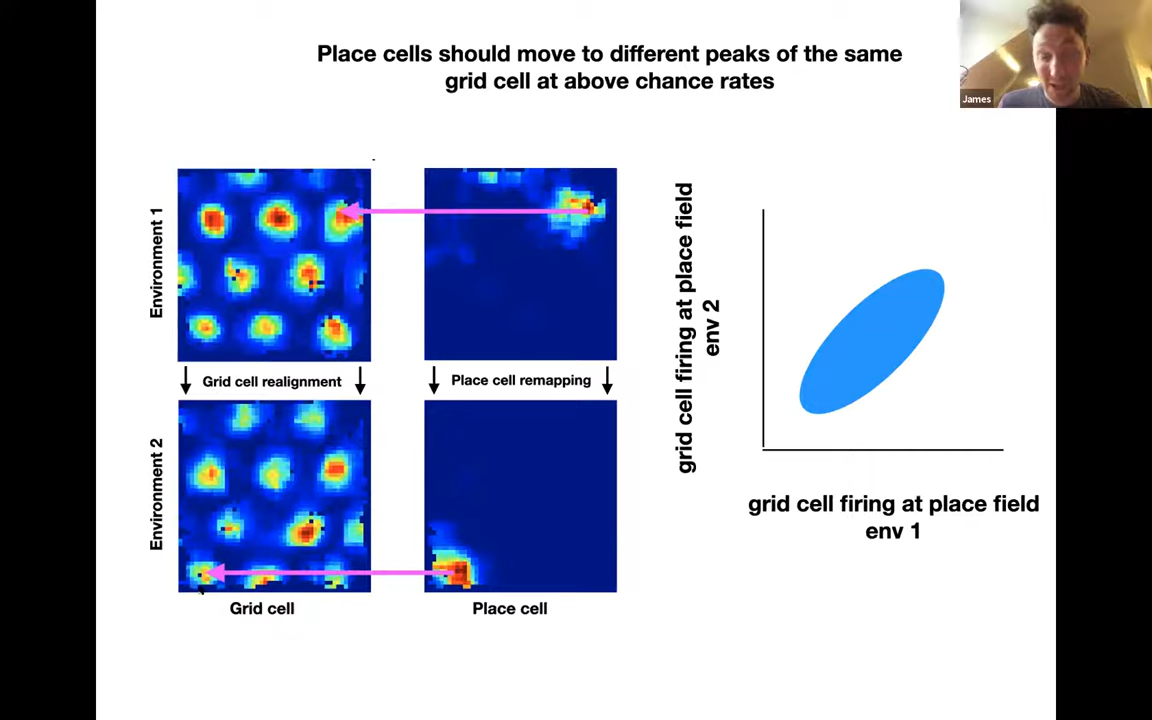 Place cells should move to different peaks of the same
grid cell at above chance rates
James
Environment 1
Grid cell realignment
Place cell remapping
Environment 2
Grid cell
Place cell
grid cell firing at place field
env 2
grid cell firing at place field
env 1